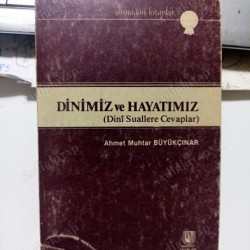 DİNİMİZ ve HAYATIMIZ
(Dinî Suallere Cevaplar)
Ahmet Muhtar BÜYÜKÇINAR